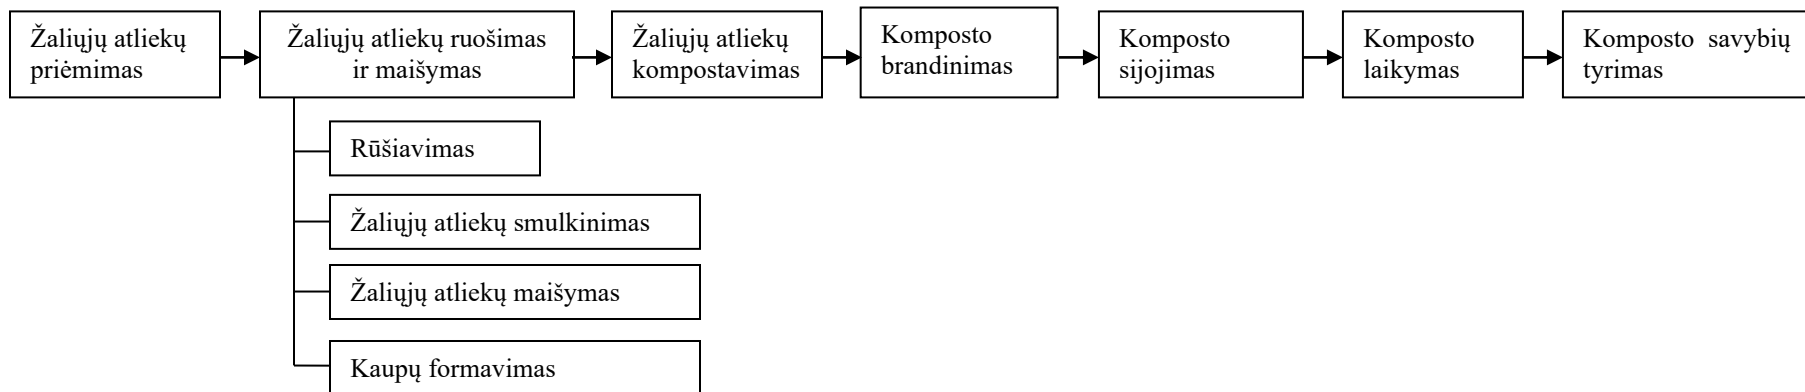 Žaliųjų atliekų
priėmimas
Žaliųjų atliekų ruošimas
ir maišymas
Žaliųjų atliekų
kompostavimas
Komposto
brandinimas
Komposto
sijojimas
Komposto
laikymas
Komposto savybių
tyrimas
Rūšiavimas
Žaliųjų atliekų smulkinimas
Žaliųjų atliekų maišymas
Kaupų formavimas